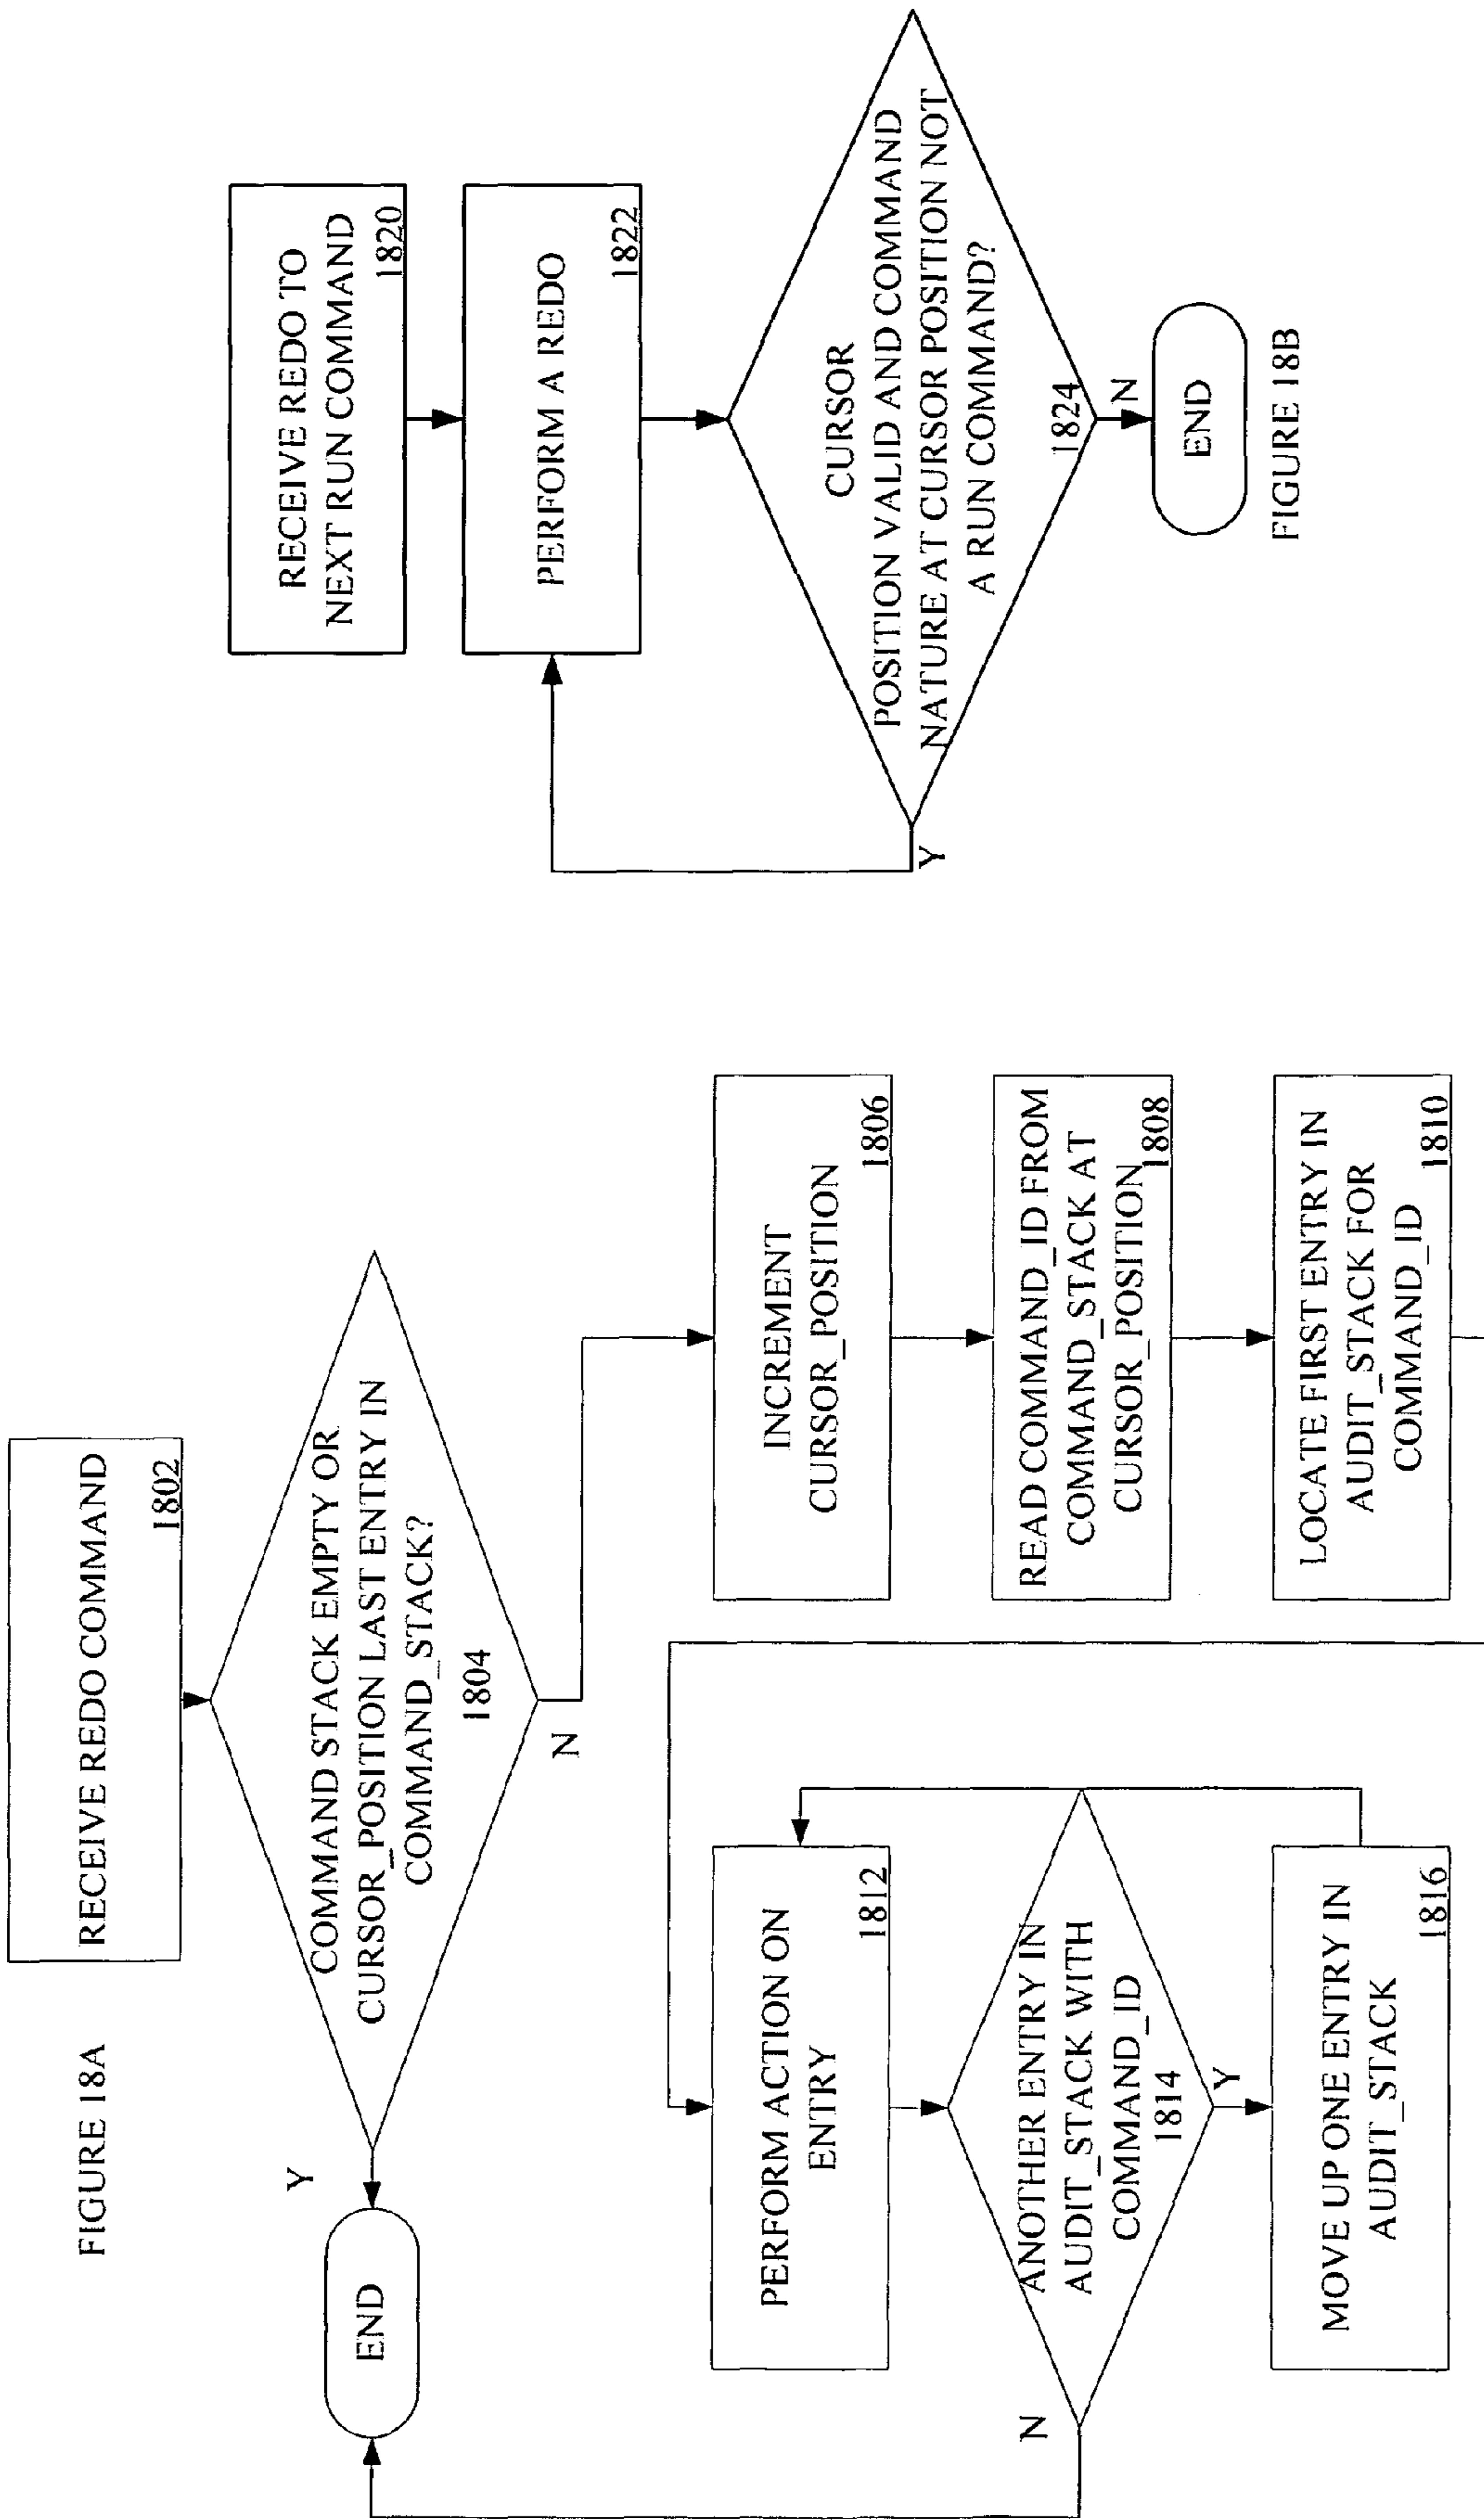 FIGURE 18A
RECEIVE REDO COMMAND
1802
COMMAND STACK EMPTY OR
CURSOR_POSITION LAST ENTRY IN
COMMAND_STACK?
1804
Y
END
N
INCREMENT
CURSOR_POSITION
1806
READ COMMAND_ID FROM
COMMAND_STACK AT
CURSOR_POSITION
1808
LOCATE FIRST ENTRY IN
AUDIT_STACK FOR
COMMAND_ID
1810
PERFORM ACTION ON
ENTRY
1812
ANOTHER ENTRY IN
AUDIT_STACK WITH
COMMAND_ID
1814
N
Y
MOVE UP ONE ENTRY IN
AUDIT_STACK
1816
RECEIVE REDO TO
NEXT RUN COMMAND
1820
PERFORM A REDO
1822
CURSOR
POSITION VALID AND COMMAND
NATURE AT CURSOR POSITION NOT
A RUN COMMAND?
1824
Y
N
END
FIGURE 18B